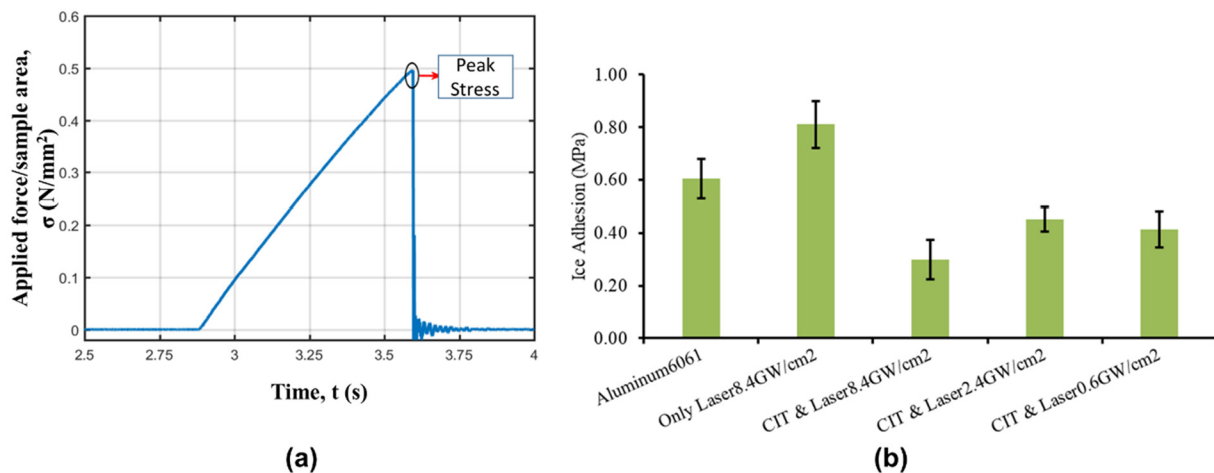 0.6
0.5
0.4
0.3
0.2
0.1
0
Applied force/sample area,
σ (N/mm²)
Peak
Stress
2.5 2.75 3 3.25 3.5 3.75 4
Time, t (s)
(a)
1.00
0.80
0.60
0.40
0.20
0.00
Ice Adhesion (MPa)
Aluminum6061
Only Laser8.4GW/cm2
CIT & Laser8.4GW/cm2
CIT & Laser2.4GW/cm2
CIT & Laser0.6GW/cm2
(b)